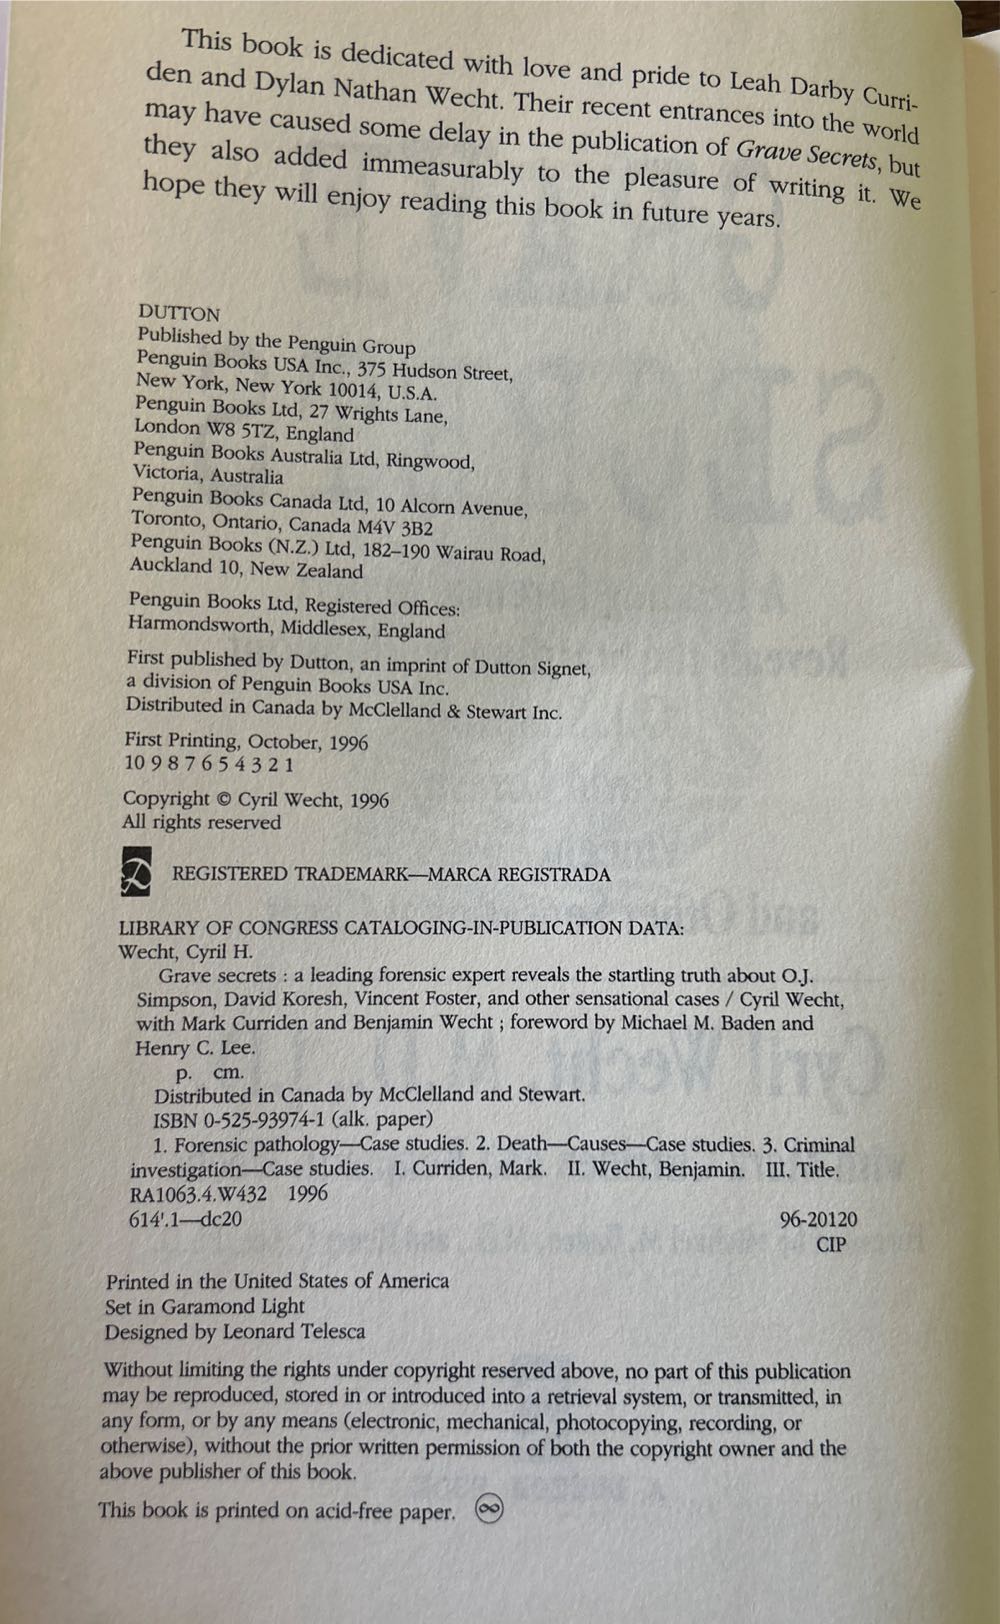 This book is dedicated with love and pride to Leah Darby Curri-
den and Dylan Nathan Wecht. Their recent entrances into the world
may have caused some delay in the publication of Grave Secrets, but
they also added immeasurably to the pleasure of writing it. We
hope they will enjoy reading this book in future years.
DUTTON
Published by the Penguin Group
Penguin Books USA Inc., 375 Hudson Street,
New York, New York 10014, U.S.A.
Penguin Books Ltd, 27 Wrights Lane,
London W8 5TZ, England
Penguin Books Australia Ltd, Ringwood,
Victoria, Australia
Penguin Books Canada Ltd, 10 Alcorn Avenue,
Toronto, Ontario, Canada M4V 3B2
Penguin Books (N.Z.) Ltd, 182–190 Wairau Road,
Auckland 10, New Zealand
Penguin Books Ltd, Registered Offices:
Harmondsworth, Middlesex, England
First published by Dutton, an imprint of Dutton Signet,
a division of Penguin Books USA Inc.
Distributed in Canada by McClelland & Stewart Inc.
First Printing, October, 1996
10 9 8 7 6 5 4 3 2 1
Copyright © Cyril Wecht, 1996
All rights reserved
REGISTERED TRADEMARK—MARCA REGISTRADA
LIBRARY OF CONGRESS CATALOGING-IN-PUBLICATION DATA:
Wecht, Cyril H.
Grave secrets : a leading forensic expert reveals the startling truth about O.J.
Simpson, David Koresh, Vincent Foster, and other sensational cases / Cyril Wecht,
with Mark Curriden and Benjamin Wecht ; foreword by Michael M. Baden and
Henry C. Lee.
p. cm.
Distributed in Canada by McClelland and Stewart.
ISBN 0-525-93974-1 (alk. paper)
1. Forensic pathology—Case studies. 2. Death—Causes—Case studies. 3. Criminal
investigation—Case studies. I. Curriden, Mark. II. Wecht, Benjamin. III. Title.
RA1063.4.W432 1996
614'.1—dc20 96-20120
CIP
Printed in the United States of America
Set in Garamond Light
Designed by Leonard Telesca
Without limiting the rights under copyright reserved above, no part of this publication
may be reproduced, stored in or introduced into a retrieval system, or transmitted, in
any form, or by any means (electronic, mechanical, photocopying, recording, or
otherwise), without the prior written permission of both the copyright owner and the
above publisher of this book.
This book is printed on acid-free paper.